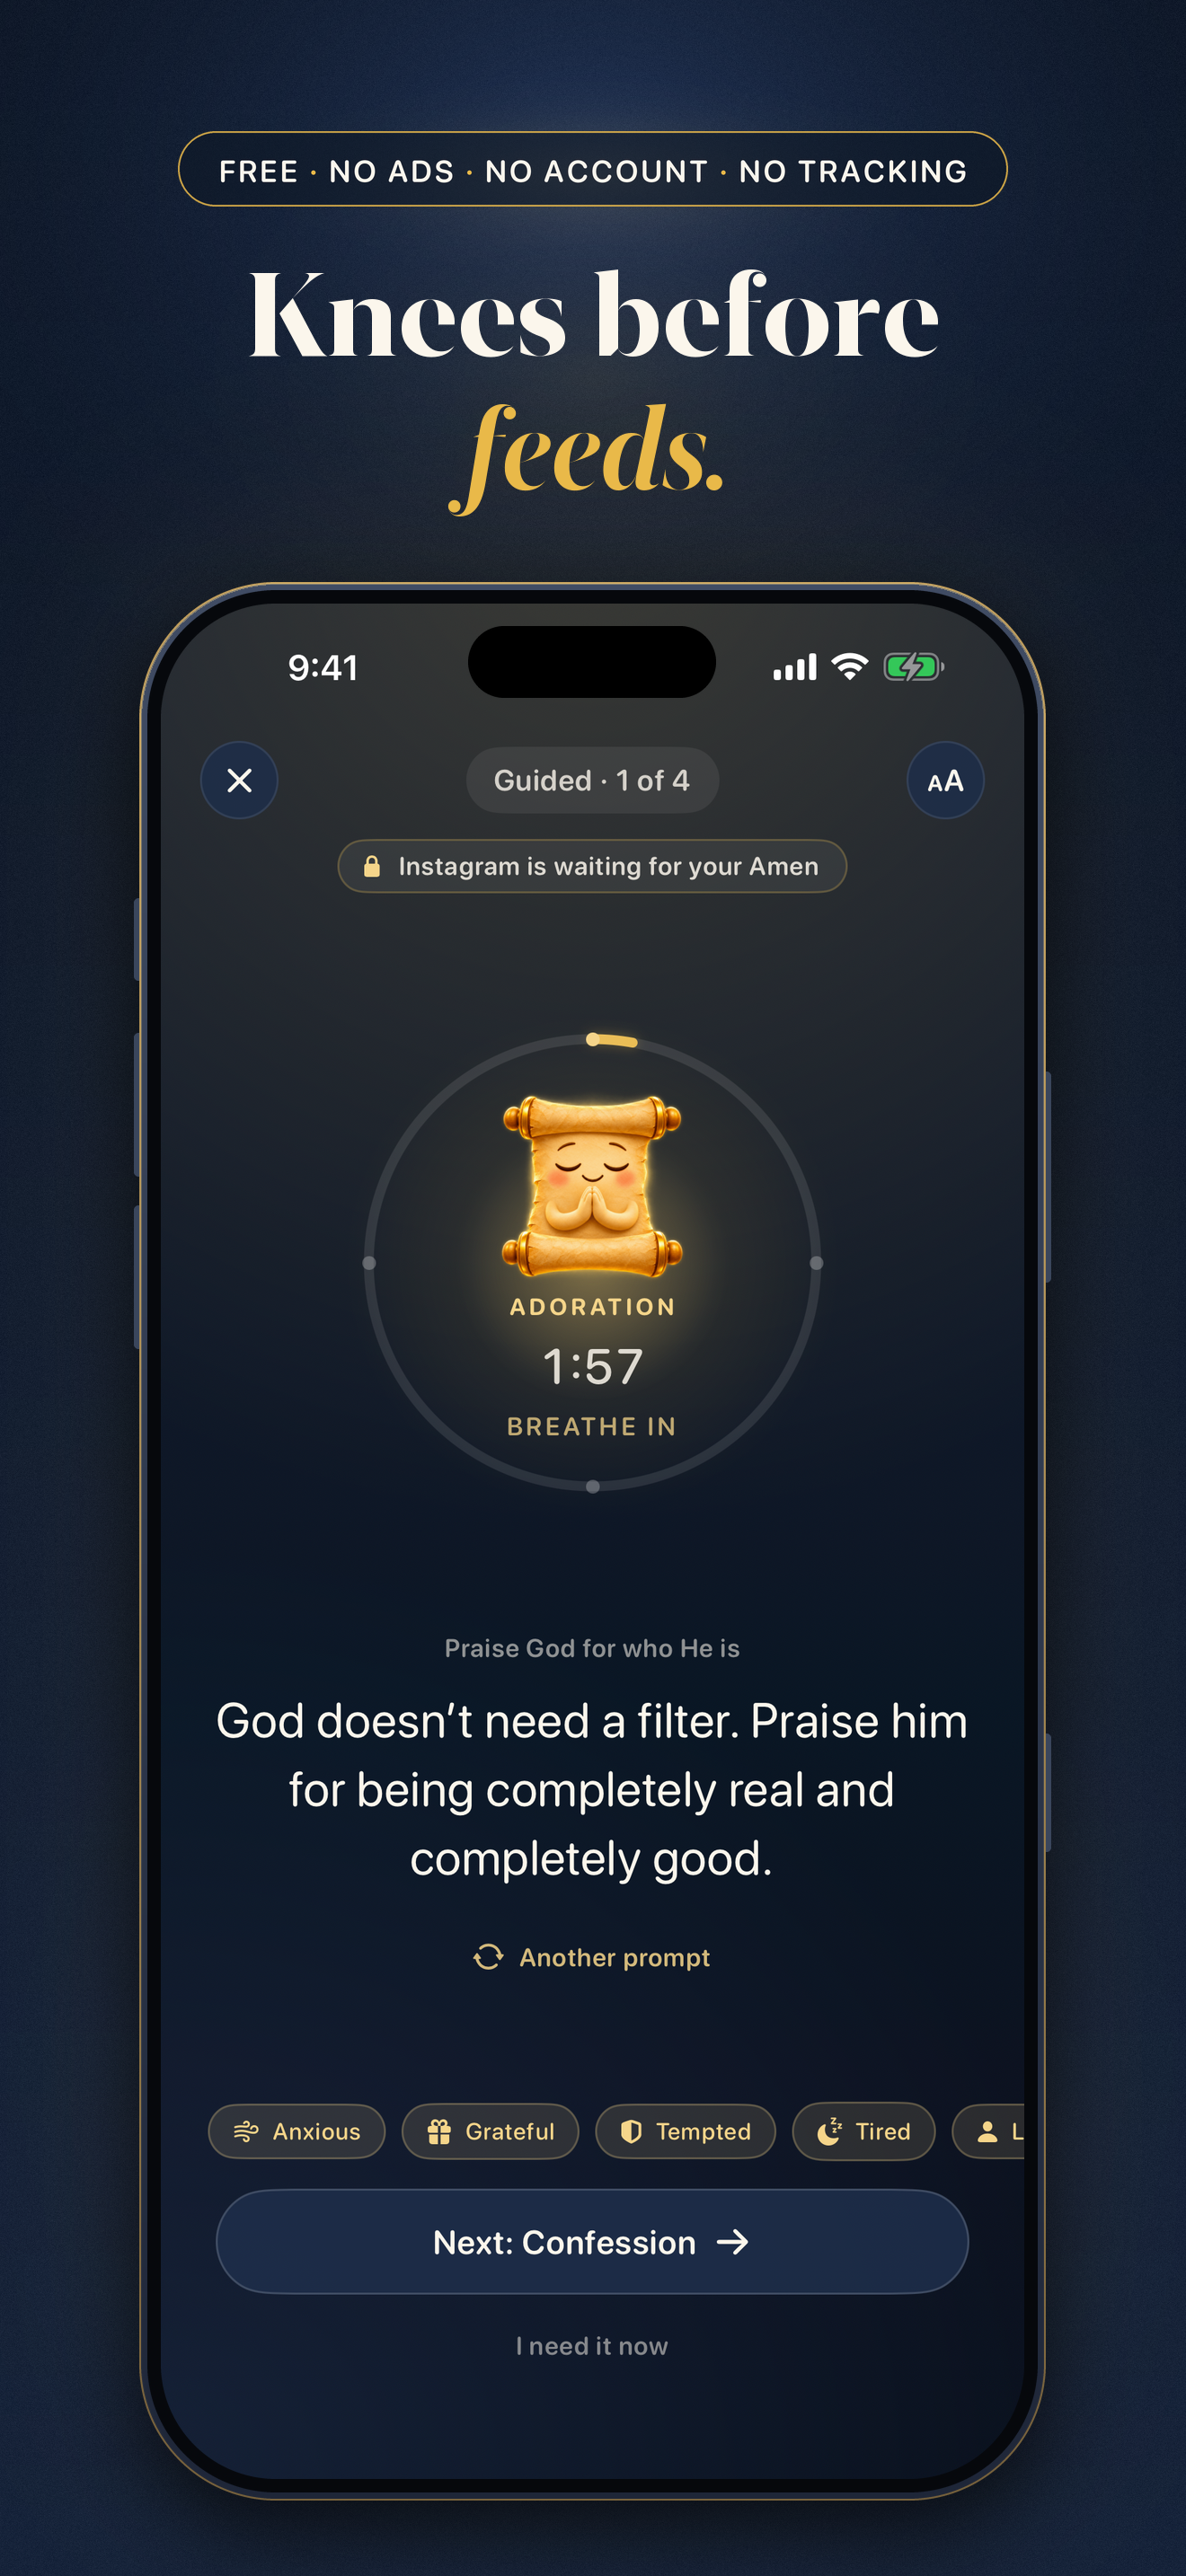 FREE · NO ADS · NO ACCOUNT · NO TRACKING
Knees before
feeds.
9:41
Guided · 1 of 4
AA
Instagram is waiting for your Amen
ADORATION
1:57
BREATHE IN
Praise God for who He is
God doesn’t need a filter. Praise him
for being completely real and
completely good.
Another prompt
Anxious
Grateful
Tempted
Tired
L
Next: Confession →
I need it now